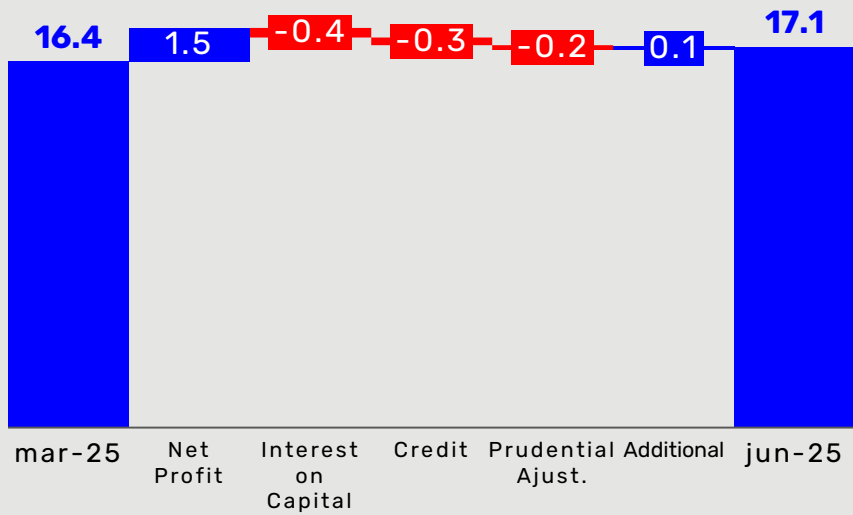 16.4
1.5
-0.4
-0.3
-0.2
0.1
17.1
mar-25
Net
Profit
Interest
on
Capital
Credit
Prudential
Ajust.
Additional
jun-25